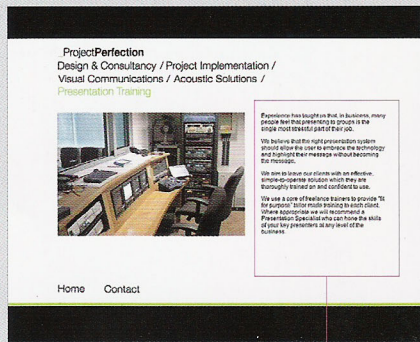 _ProjectPerfection
Design & Consultancy / Project Implementation /
Visual Communications / Acoustic Solutions /
Presentation Training
Experience has taught us that, in business, many
people feel that presenting to groups is the
single most stressful part of their job.
We believe that the right presentation system
should allow the user to embrace the technology
and highlight their message without becoming
the message.
We aim to leave our clients with an effective,
simple-to-operate solution which they are
thoroughly trained on and confident to use.
We use a core of freelance trainers to provide "fit
for purpose" tailor made training to each client.
Where appropriate we will recommend a
Presentation Specialist who can hone the skills
of your key presenters at any level of the
business.
Home Contact